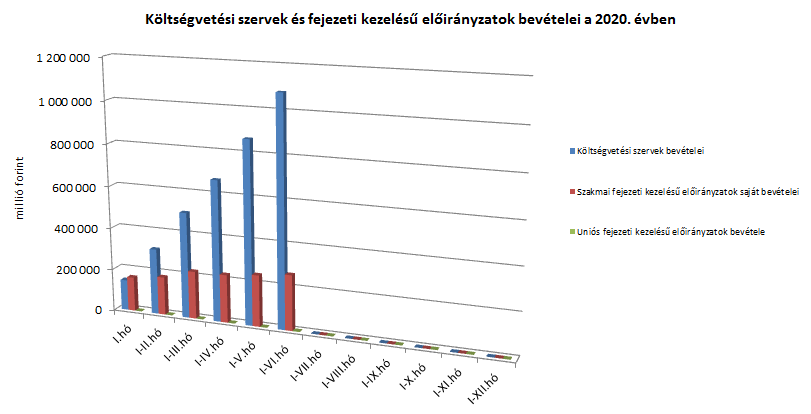 Költségvetési szervek és fejezeti kezelésű előirányzatok bevételei a 2020. évben
1 200 000
1 000 000
800 000
600 000
400 000
200 000
0
millió forint
I.hó
I-II.hó
I-III.hó
I-IV.hó
I-V.hó
I-VI.hó
I-VII.hó
I-VIII.hó
I-IX.hó
I-X.hó
I-XI.hó
I-XII.hó
Költségvetési szervek bevételei
Szakmai fejezeti kezelésű előirányzatok saját bevételei
Uniós fejezeti kezelésű előirányzatok bevétele